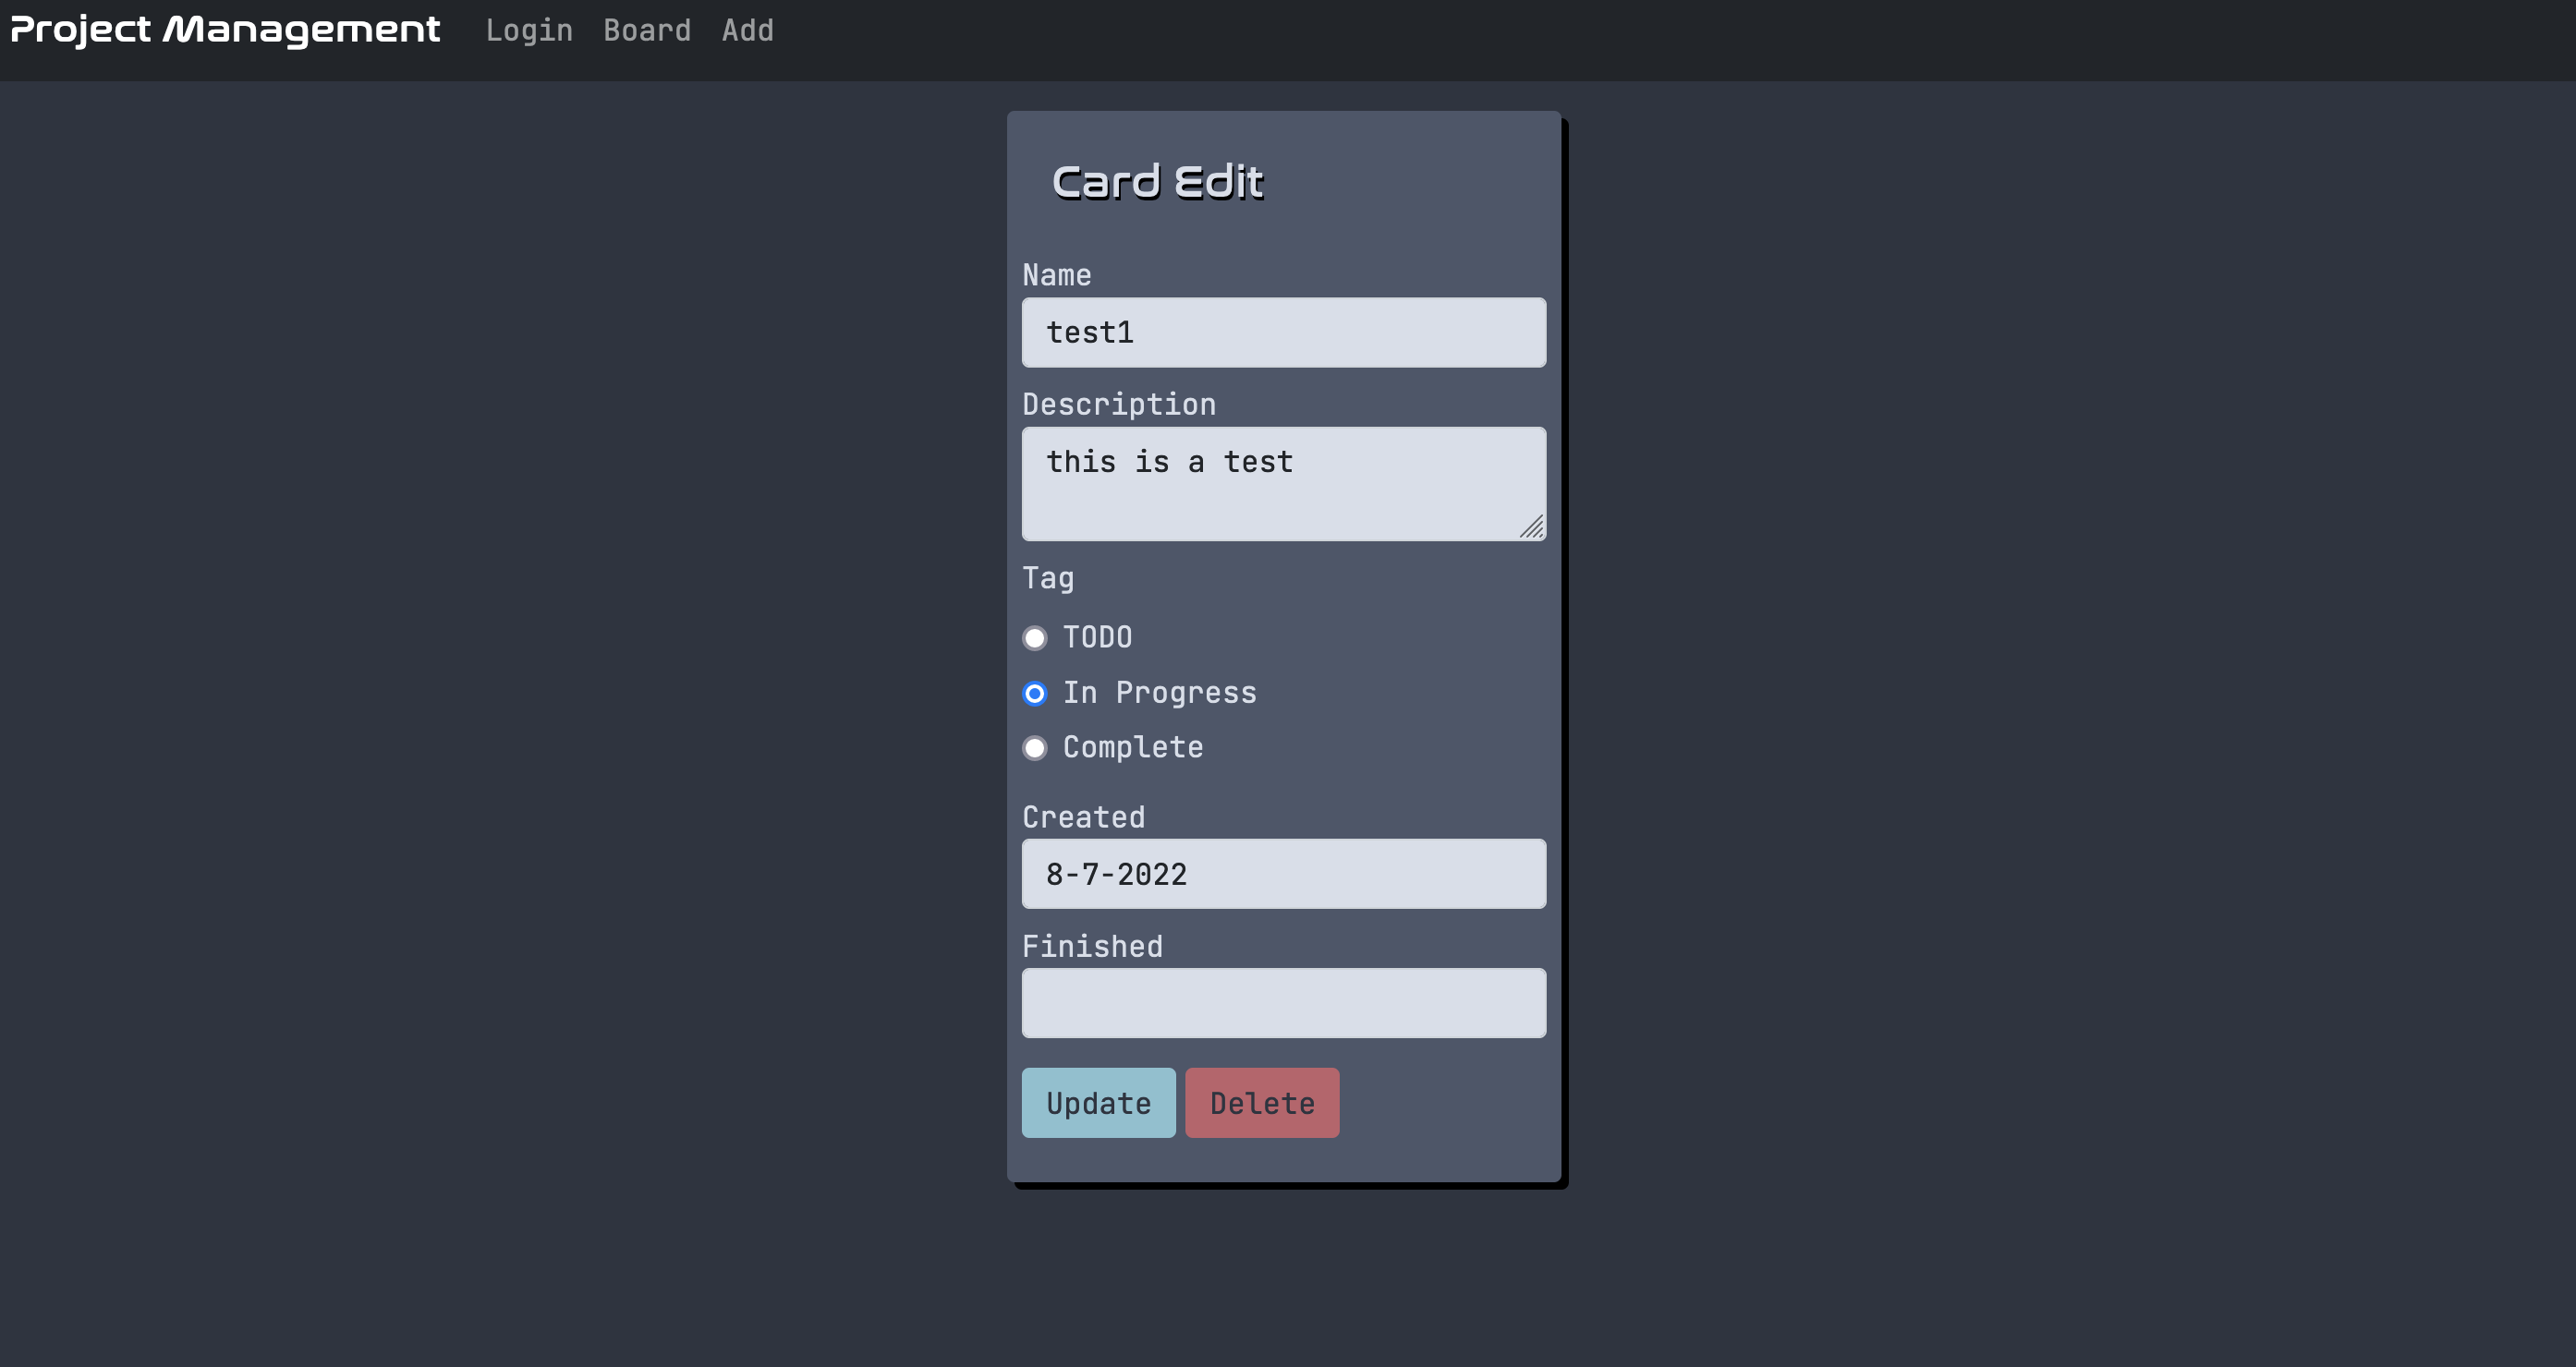 Project Management Login Board Add
Card Edit
Name
test1
Description
this is a test
Tag
TODO
In Progress
Complete
Created
8-7-2022
Finished
Update Delete